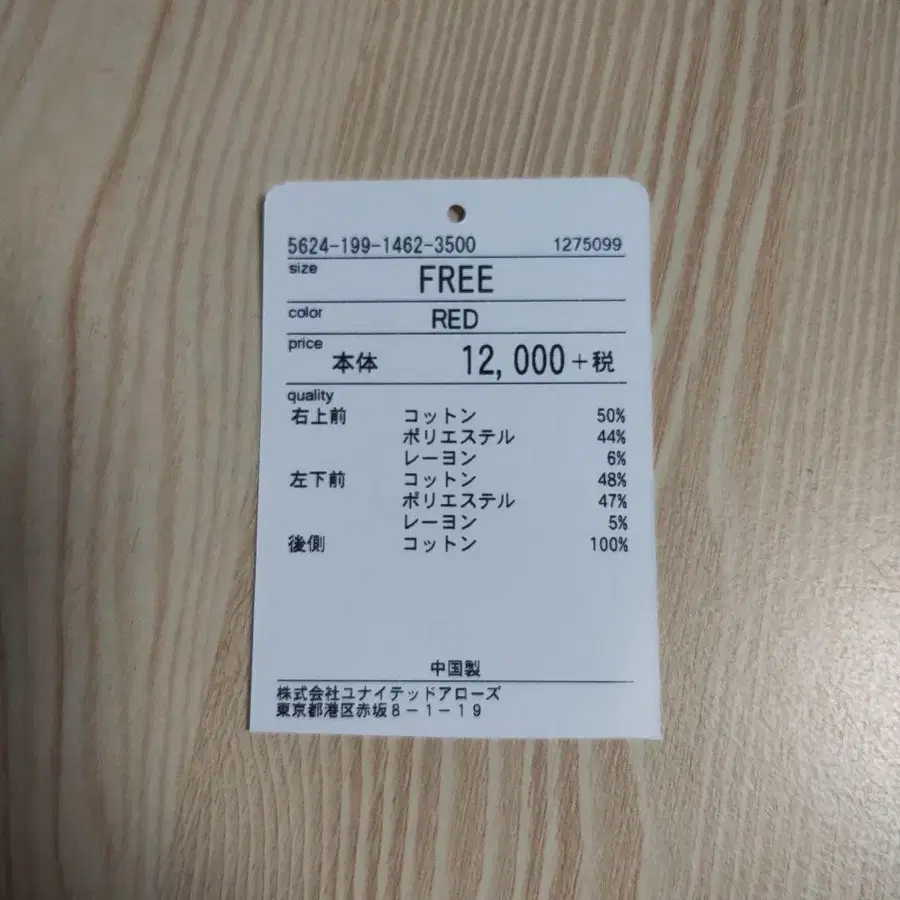 5624-199-1462-3500 1275099
size FREE
color RED
price 本体 12,000+税
quality
右上前 コットン 50%
ポリエステル 44%
レーヨン 6%
左下前 コットン 48%
ポリエステル 47%
レーヨン 5%
後側 コットン 100%
中国製
株式会社ユナイテッドアローズ
東京都港区赤坂8-1-19